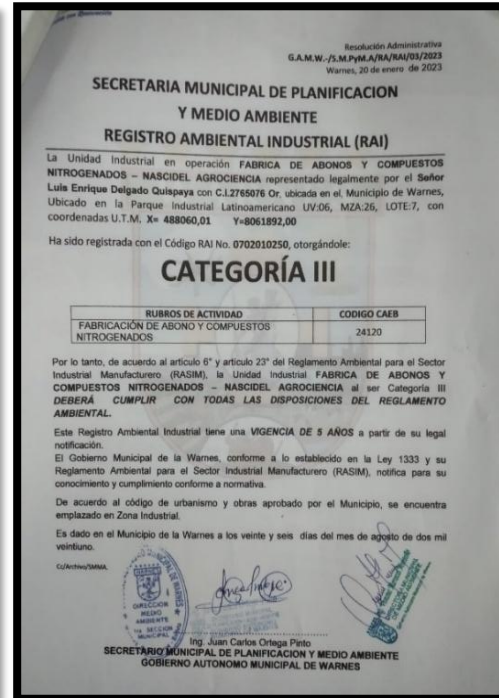 Resolución Administrativa
G.A.M.W.-/S.M.PyM.A/RA/RAI/03/2023
Warnes, 20 de enero de 2023
SECRETARIA MUNICIPAL DE PLANIFICACION
Y MEDIO AMBIENTE
REGISTRO AMBIENTAL INDUSTRIAL (RAI)
La Unidad Industrial en operación FABRICA DE ABONOS Y COMPUESTOS
NITROGENADOS – NASCIDEL AGROCIENCIA representado legalmente por el Señor
Luis Enrique Delgado Quispaya con C.I.2765076 Or, ubicada en el, Municipio de Warnes,
Ubicado en la Parque Industrial Latinoamericano UV:06, MZA:26, LOTE:7, con
coordenadas U.T.M. X= 488060,01 Y=8061892,00
Ha sido registrada con el Código RAI No. 0702010250, otorgándole:
CATEGORÍA III
RUBROS DE ACTIVIDAD CODIGO CAEB
FABRICACIÓN DE ABONO Y COMPUESTOS
NITROGENADOS 24120
Por lo tanto, de acuerdo al articulo 6° y articulo 23° del Reglamento Ambiental para el Sector
Industrial Manufacturero (RASIM), la Unidad Industrial FABRICA DE ABONOS Y
COMPUESTOS NITROGENADOS – NASCIDEL AGROCIENCIA al ser Categoría III
DEBERÁ CUMPLIR CON TODAS LAS DISPOSICIONES DEL REGLAMENTO
AMBIENTAL.
Este Registro Ambiental Industrial tiene una VIGENCIA DE 5 AÑOS a partir de su legal
notificación.
El Gobierno Municipal de la Warnes, conforme a lo establecido en la Ley 1333 y su
Reglamento Ambiental para el Sector Industrial Manufacturero (RASIM), notifica para su
conocimiento y cumplimiento conforme a normativa.
De acuerdo al código de urbanismo y obras aprobado por el Municipio, se encuentra
emplazado en Zona Industrial.
Es dado en el Municipio de la Warnes a los veinte y seis días del mes de agosto de dos mil
veintiuno.
Cc/Archivo/SMMA.
DIRECCION
MEDIO
AMBIENTE
Ing. Juan Carlos Ortega Pinto
SECRETARIO MUNICIPAL DE PLANIFICACION Y MEDIO AMBIENTE
GOBIERNO AUTONOMO MUNICIPAL DE WARNES